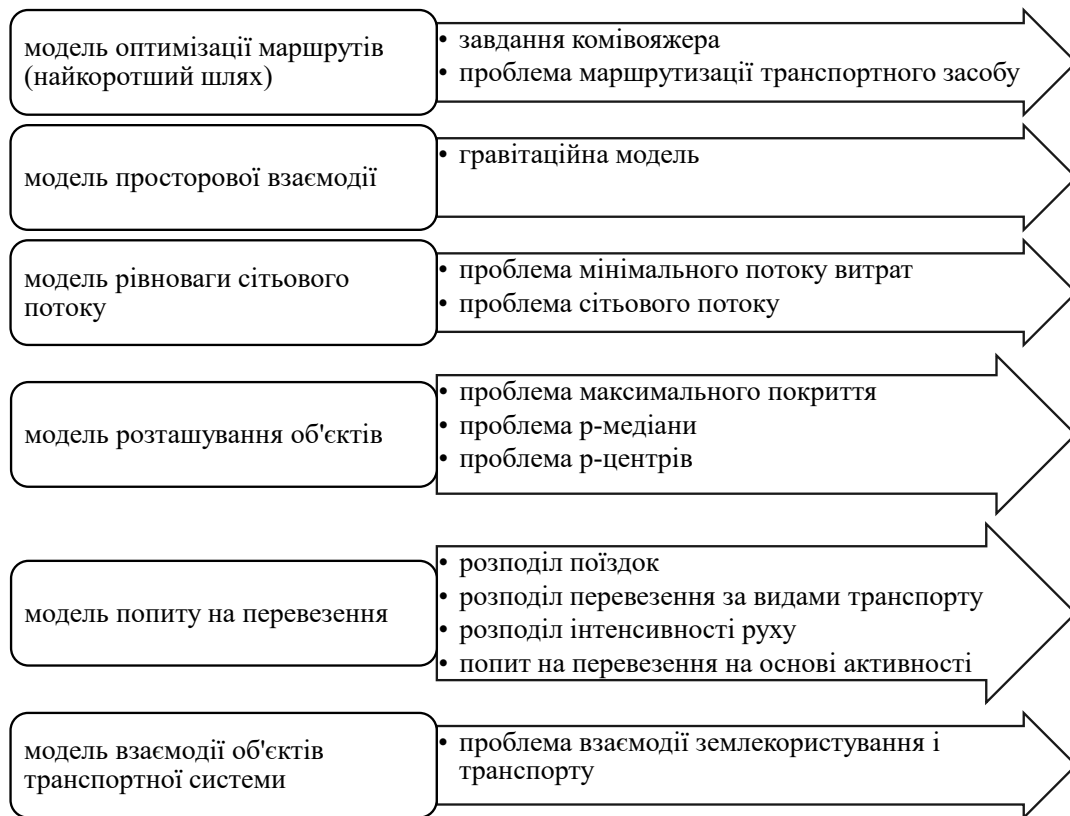 модель оптимізації маршрутів
(найкоротший шлях)
• завдання комівояжера
• проблема маршрутизації транспортного засобу
модель просторової взаємодії
• гравітаційна модель
модель рівноваги сітьового
потоку
• проблема мінімального потоку витрат
• проблема сітьового потоку
модель розташування об'єктів
• проблема максимального покриття
• проблема р-медіани
• проблема р-центрів
модель попиту на перевезення
• розподіл поїздок
• розподіл перевезення за видами транспорту
• розподіл інтенсивності руху
• попит на перевезення на основі активності
модель взаємодії об'єктів
транспортної системи
• проблема взаємодії землекористування і
транспорту